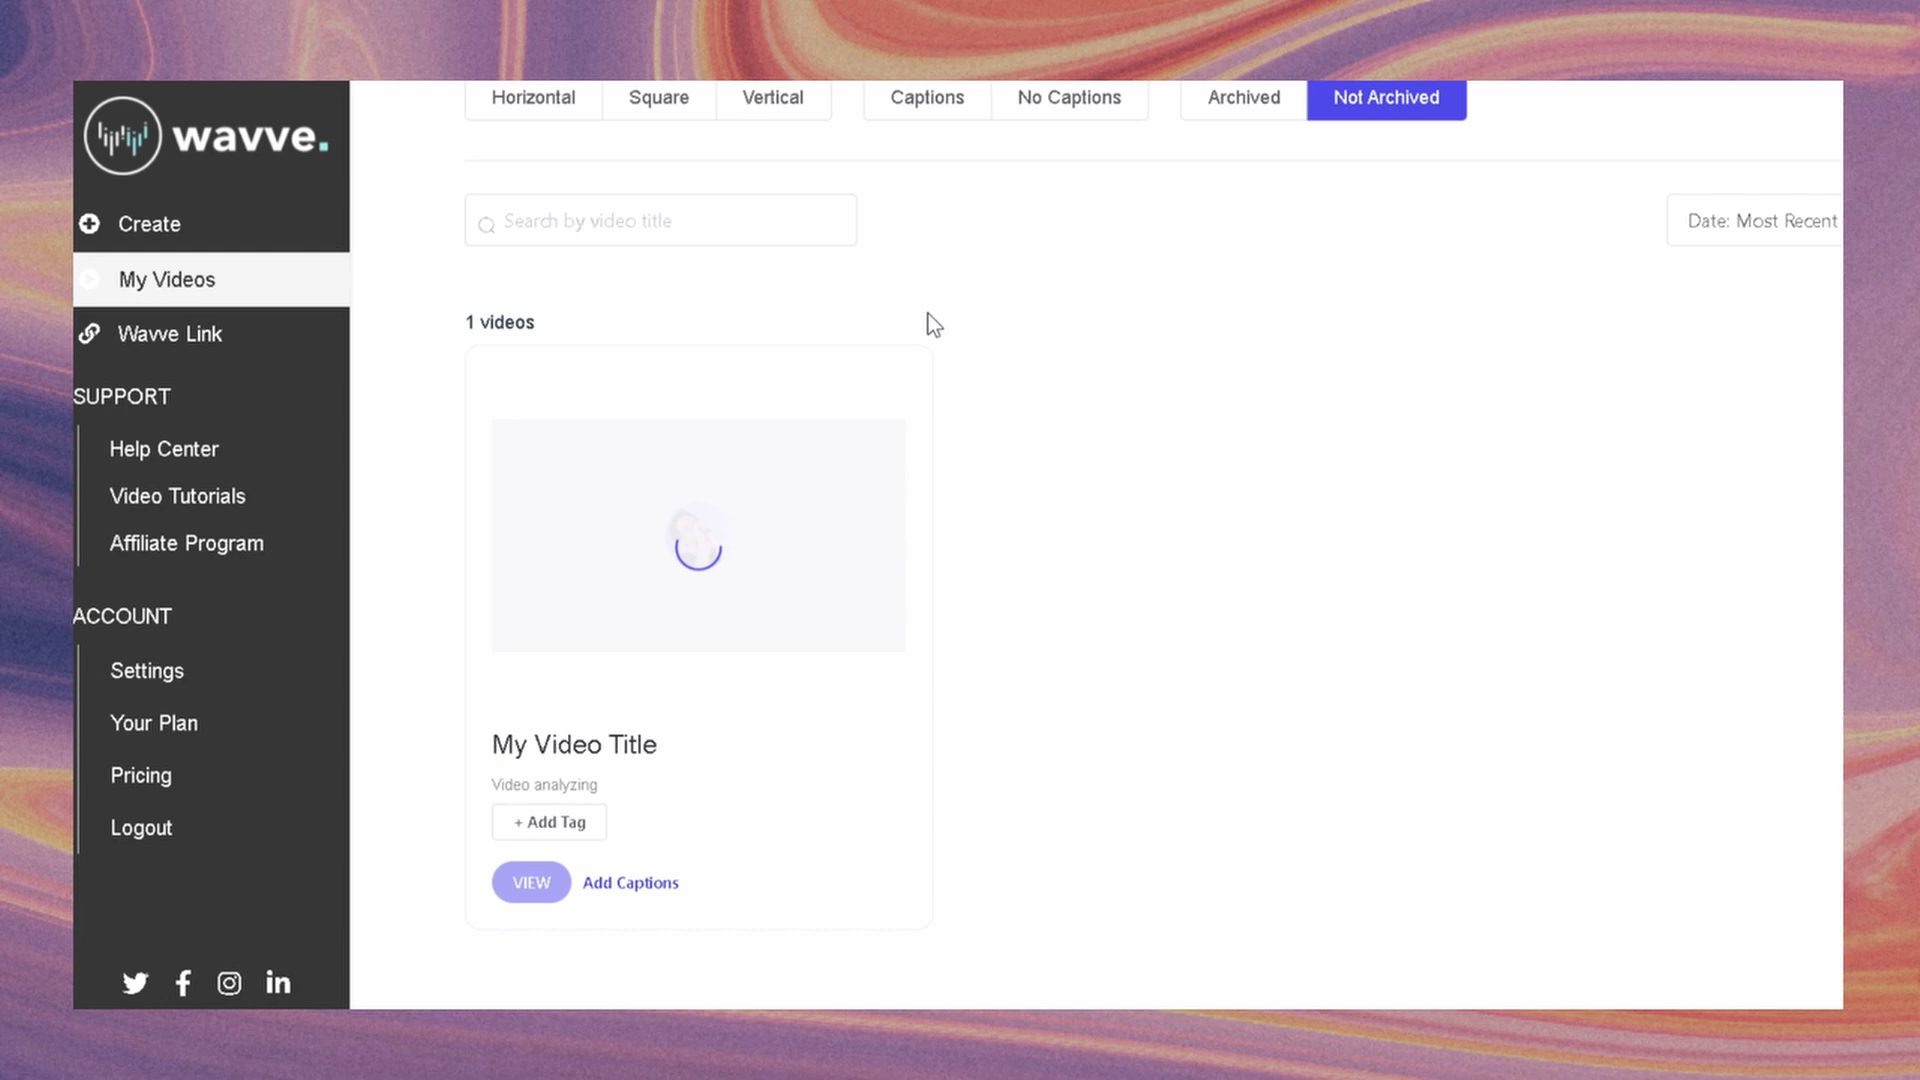 wavve.
Create
My Videos
Wavve Link
SUPPORT
Help Center
Video Tutorials
Affiliate Program
ACCOUNT
Settings
Your Plan
Pricing
Logout
Horizontal Square Vertical Captions No Captions Archived Not Archived
Search by video title
Date: Most Recent
1 videos
My Video Title
Video analyzing
+ Add Tag
VIEW Add Captions